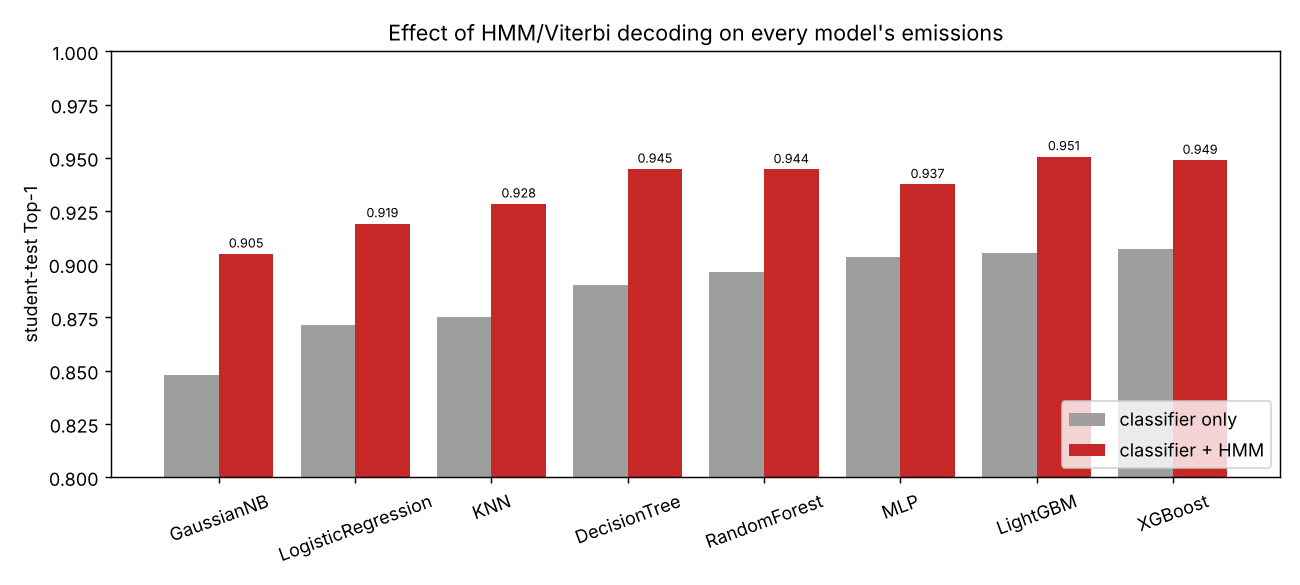 Effect of HMM/Viterbi decoding on every model's emissions
student-test Top-1
1.000
0.975
0.950
0.925
0.900
0.875
0.850
0.825
0.800
0.905
0.919
0.928
0.945
0.944
0.937
0.951
0.949
classifier only
classifier + HMM
GaussianNB
LogisticRegression
KNN
DecisionTree
RandomForest
MLP
LightGBM
XGBoost